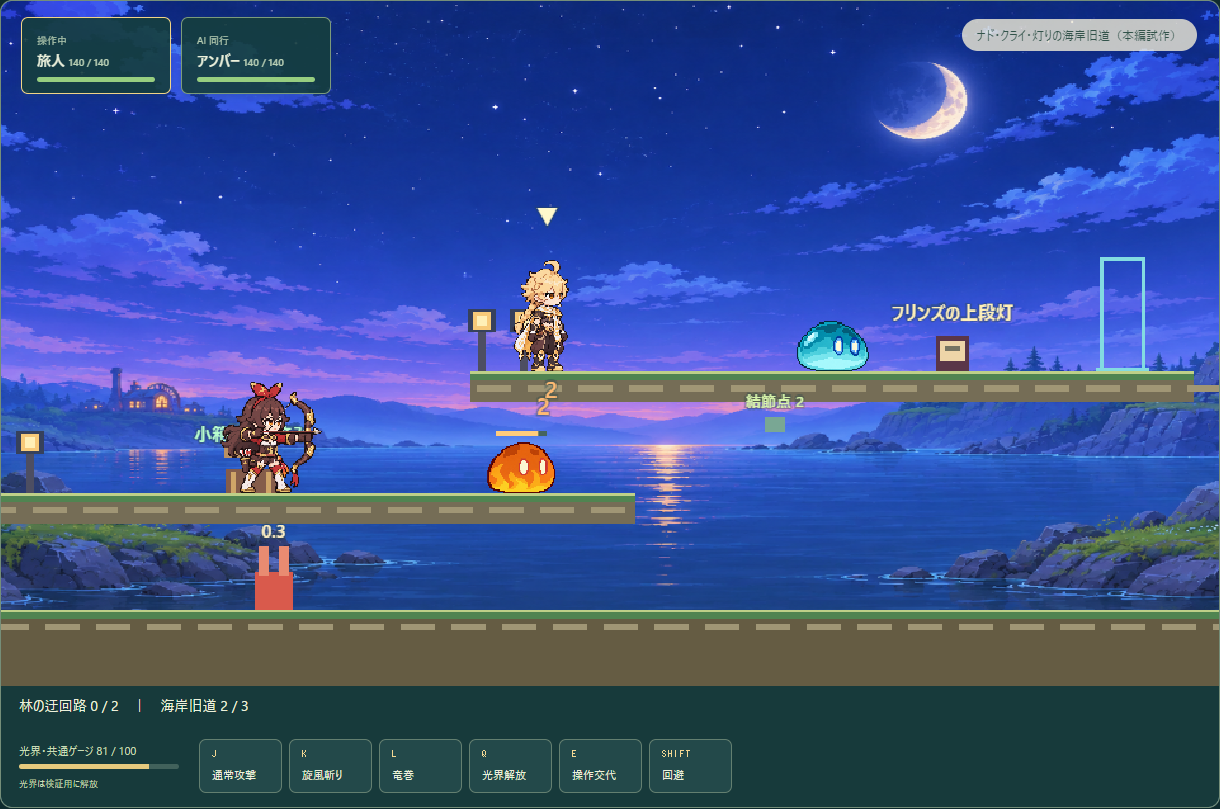 操作中
旅人 140 / 140
AI 同行
アンバー 140 / 140
ナド・クライ・灯りの海岸旧道（本編試作）
フリンズの上段灯
2
2
結節点 2
小箱
0.3
林の迂回路 0 / 2 | 海岸旧道 2 / 3
光界・共通ゲージ 81 / 100
光界は検証用に解放
J
通常攻撃
K
旋風斬り
L
竜巻
Q
光界解放
E
操作交代
SHIFT
回避